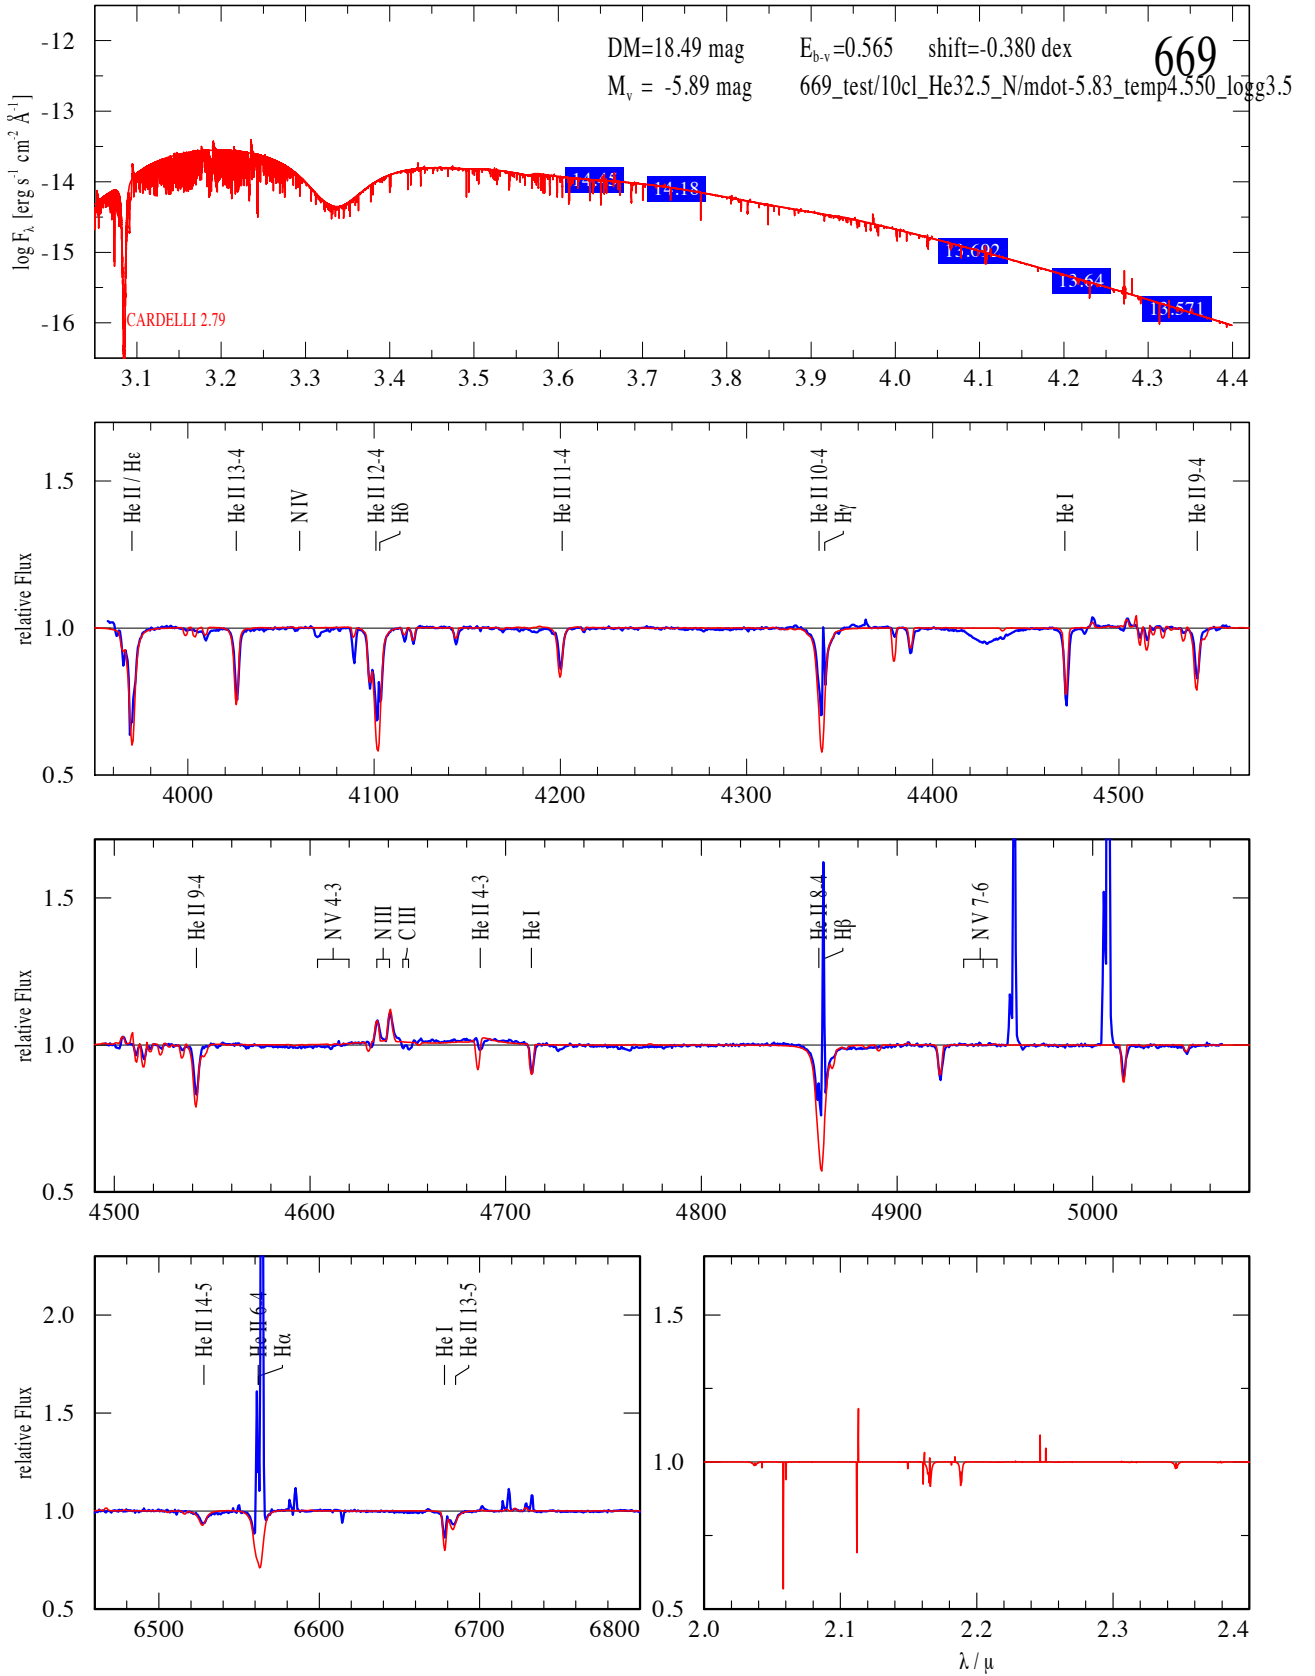 DM=18.49 mag E_b-v=0.565 shift=-0.380 dex 669
M_v = -5.89 mag 669_test/10cl_He32.5_N/mdot-5.83_temp4.550_logg3.5
log F_λ [erg s⁻¹ cm⁻² Å⁻¹]
-12
-13
-14
-15
-16
14.45
14.18
13.692
13.64
13.571
CARDELLI 2.79
3.1 3.2 3.3 3.4 3.5 3.6 3.7 3.8 3.9 4.0 4.1 4.2 4.3 4.4
relative Flux
1.5
1.0
0.5
He II / Hε
He II 13-4
N IV
He II 12-4
Hδ
He II 11-4
He II 10-4
Hγ
He I
He II 9-4
4000 4100 4200 4300 4400 4500
relative Flux
1.5
1.0
0.5
He II 9-4
N V 4-3
N III
C III
He II 4-3
He I
He II 8-4
Hβ
N V 7-6
4500 4600 4700 4800 4900 5000
relative Flux
2.0
1.5
1.0
0.5
He II 14-5
He II 6-4
Hα
He I
He II 13-5
6500 6600 6700 6800
1.5
1.0
0.5
2.0 2.1 2.2 2.3 2.4
λ / μ